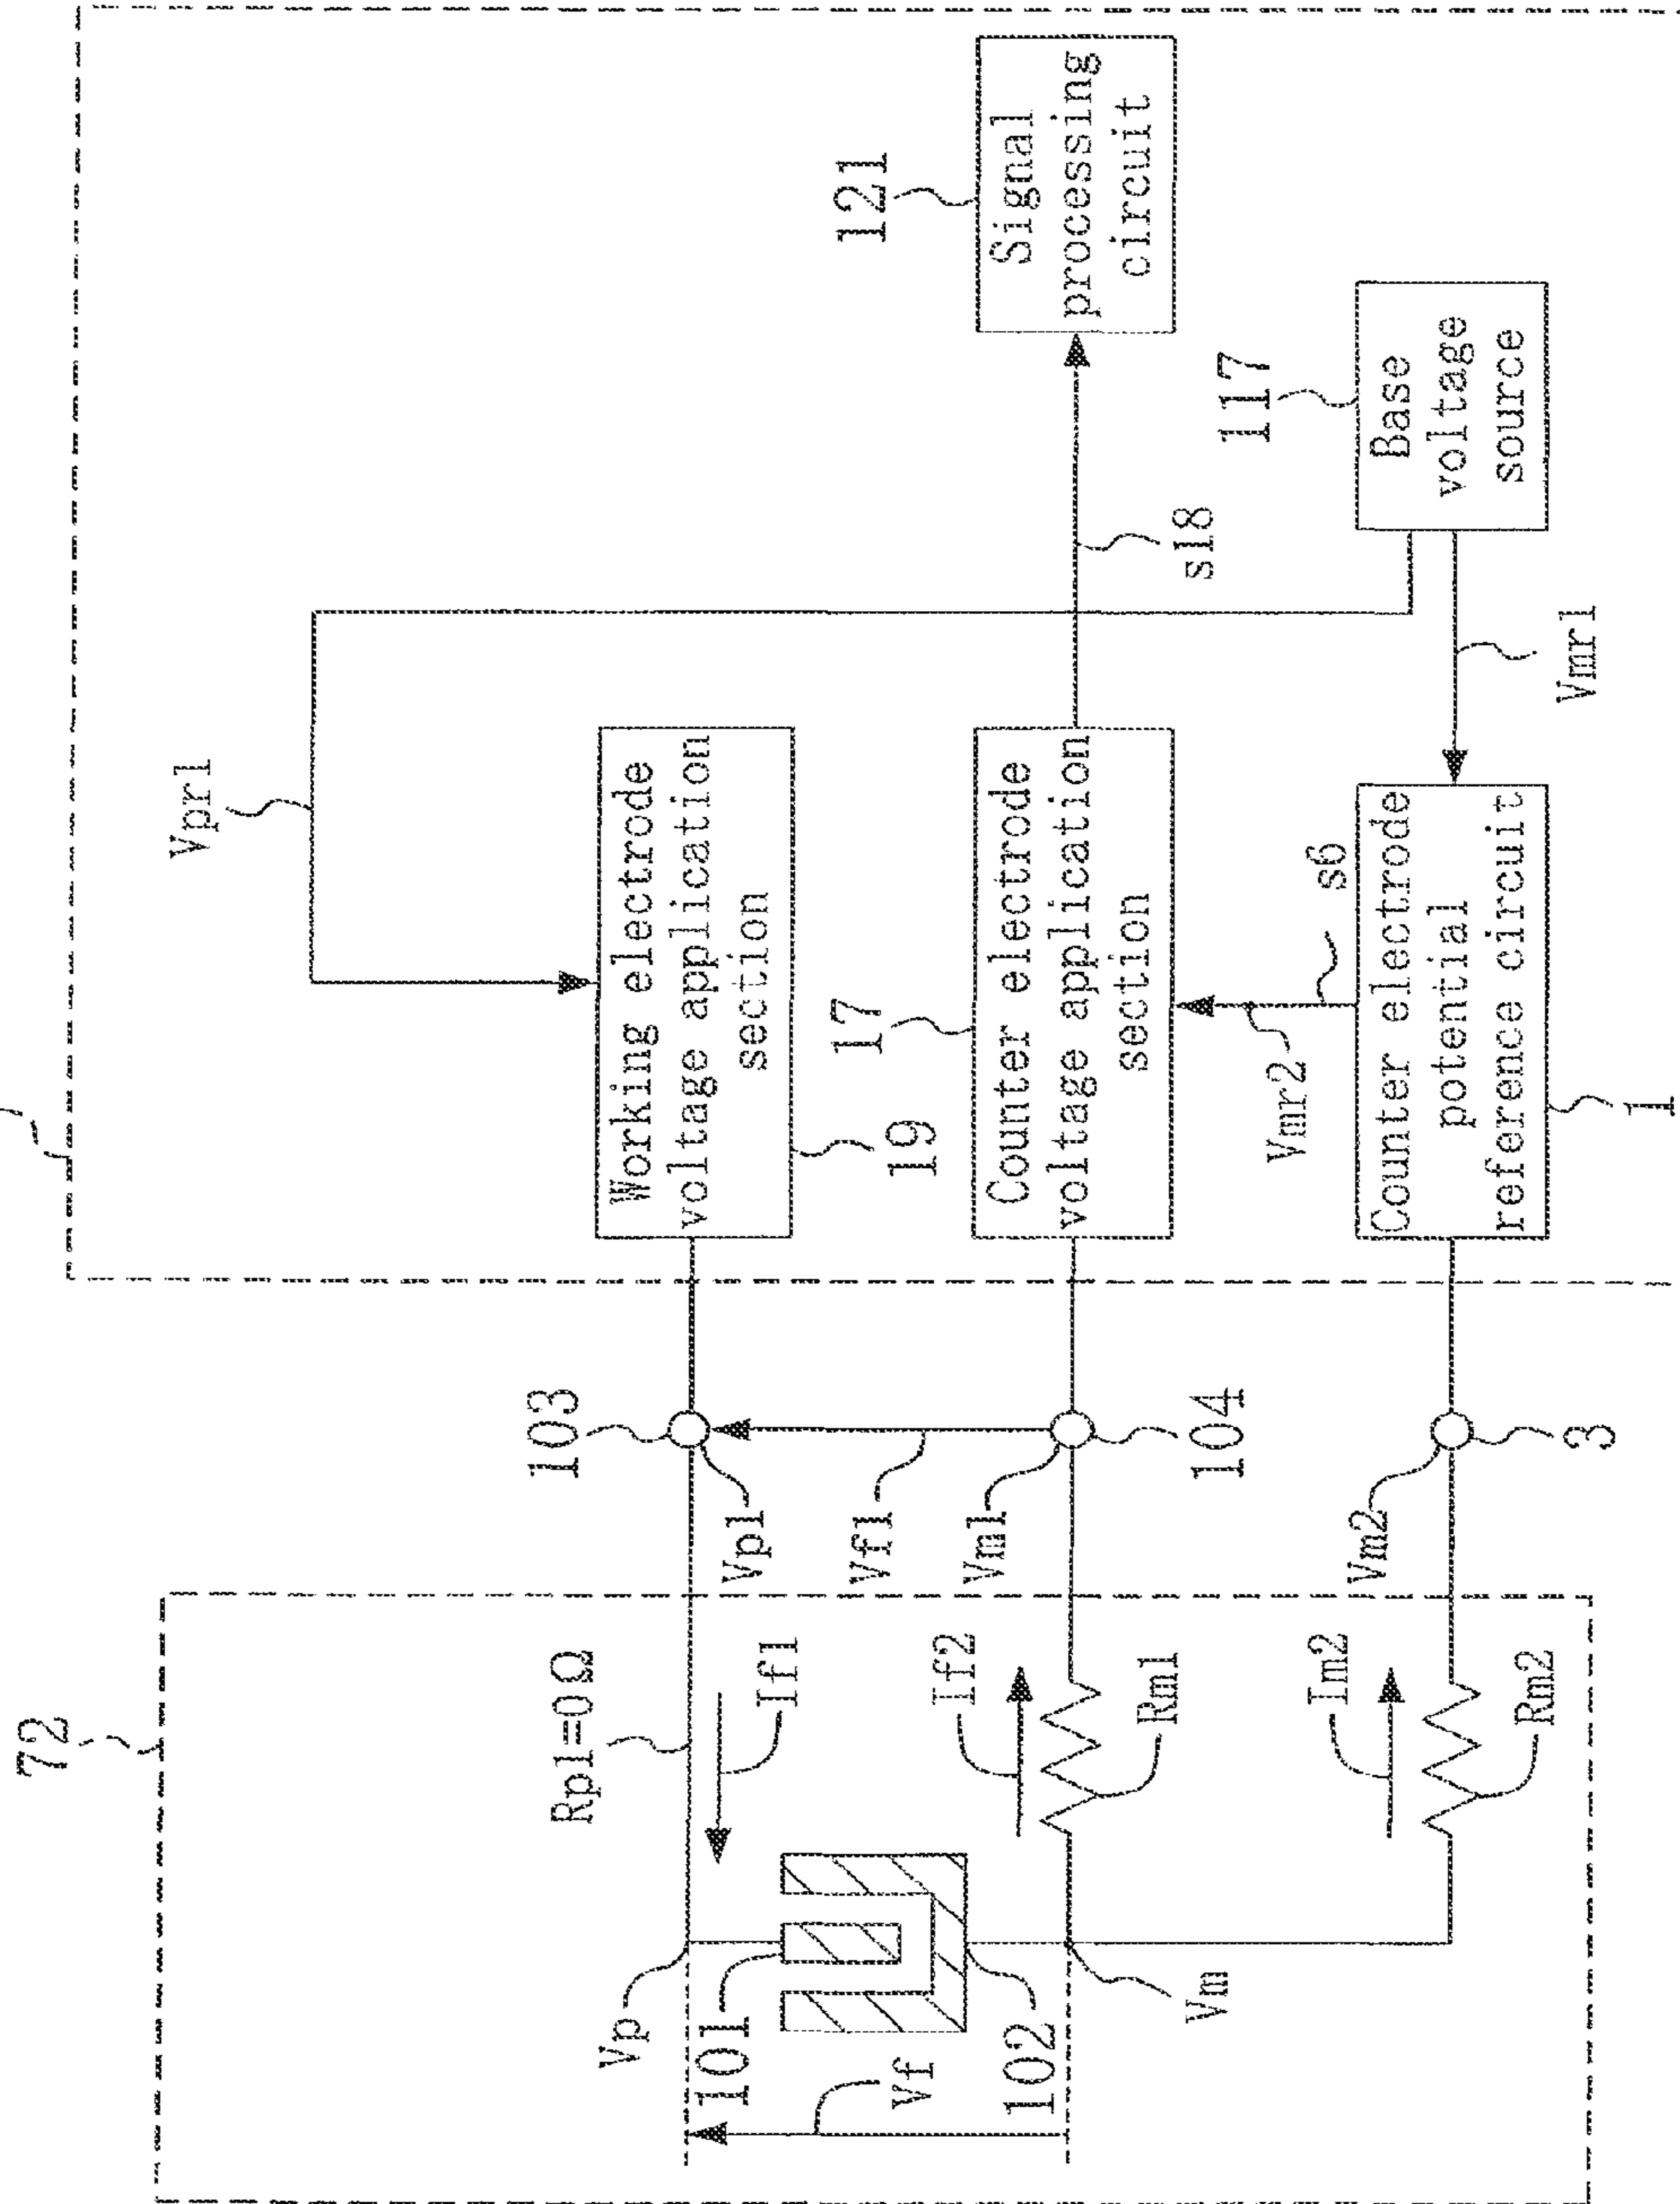 72
Vp
101
Vf
102
Vm
Rp1=0Ω
If1
If2
Rm1
Im2
Rm2
103
Vp1
Vf1
Vm1
104
Vm2
3
Vpr1
Working electrode
voltage application
section
19
17
Counter electrode
voltage application
section
Vmr2
s6
Counter electrode
potential
reference circuit
1
Vmr1
s18
121
Signal
processing
circuit
117
Base
voltage
source